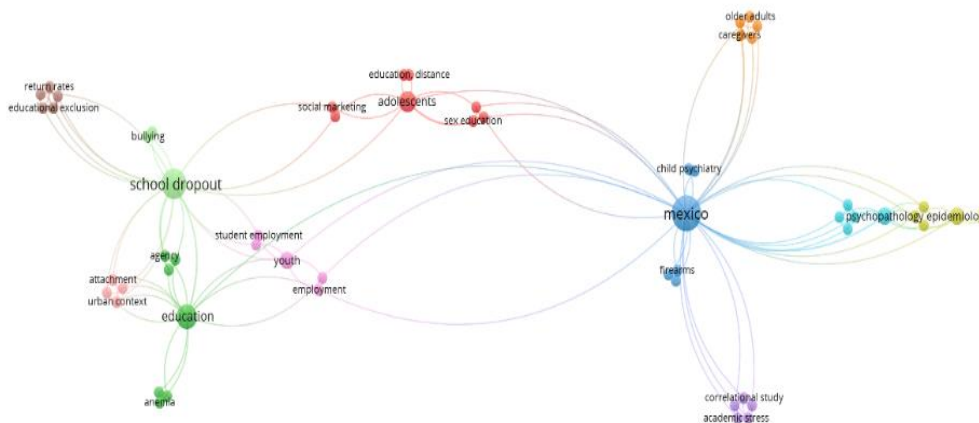 older adults
caregivers
education, distance
adolescents
social marketing
sex education
return rates
educational exclusion
bullying
school dropout
child psychiatry
mexico
psychopathology epidemiolo
student employment
youth
employment
agency
attachment
urban context
education
firearms
anemia
correlational study
academic stress